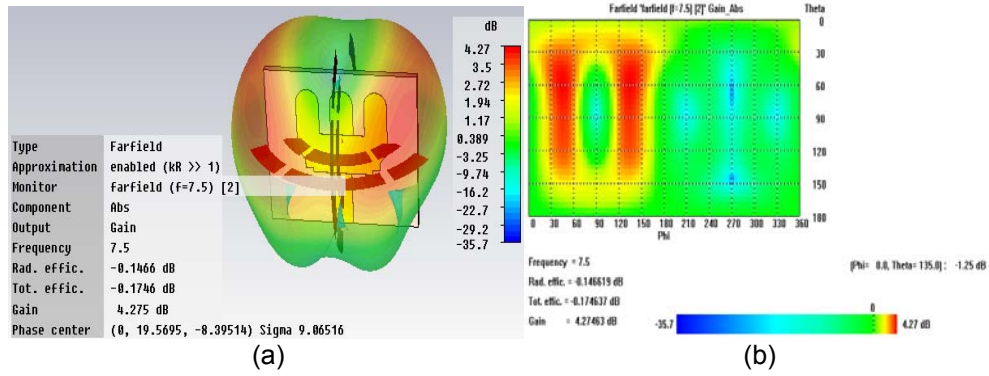 dB
4.27
3.5
2.72
1.94
1.17
0.389
-3.25
-9.74
-16.2
-22.7
-29.2
-35.7
Type Farfield
Approximation enabled (kR >> 1)
Monitor farfield (f=7.5) [2]
Component Abs
Output Gain
Frequency 7.5
Rad. effic. -0.1466 dB
Tot. effic. -0.1746 dB
Gain 4.275 dB
Phase center (0, 19.5695, -8.39514) Sigma 9.06516
(a)
Farfield 'farfield (f=7.5) [2]' Gain_Abs Theta
0
30
60
90
120
150
180
0 30 60 90 120 150 180 210 240 270 300 330 360
Phi
Frequency = 7.5
Rad. effic. = -0.146619 dB
Tot. effic. = -0.174637 dB
Gain = 4.27463 dB
(Phi= 0.0, Theta= 135.0) : -1.25 dB
0
-35.7 4.27 dB
(b)